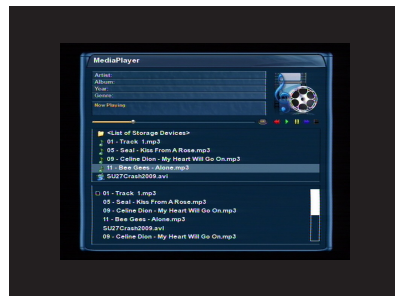 MediaPlayer
Artist:
Album:
Year:
Genre:
Now Playing
<List of Storage Devices>
01 - Track 1.mp3
05 - Seal - Kiss From A Rose.mp3
09 - Celine Dion - My Heart Will Go On.mp3
11 - Bee Gees - Alone.mp3
SU27Crash2009.avi
01 - Track 1.mp3
05 - Seal - Kiss From A Rose.mp3
09 - Celine Dion - My Heart Will Go On.mp3
11 - Bee Gees - Alone.mp3
SU27Crash2009.avi
09 - Celine Dion - My Heart Will Go On.mp3